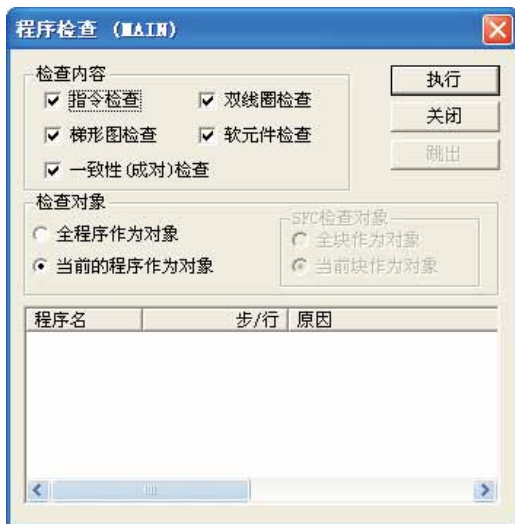 程序检查 (MAIN)
检查内容
指令检查 双线圈检查
梯形图检查 软元件检查
一致性(成对)检查
执行
关闭
跳出
检查对象
全程序作为对象
当前的程序作为对象
SFC检查对象
全块作为对象
当前块作为对象
程序名 步/行 原因